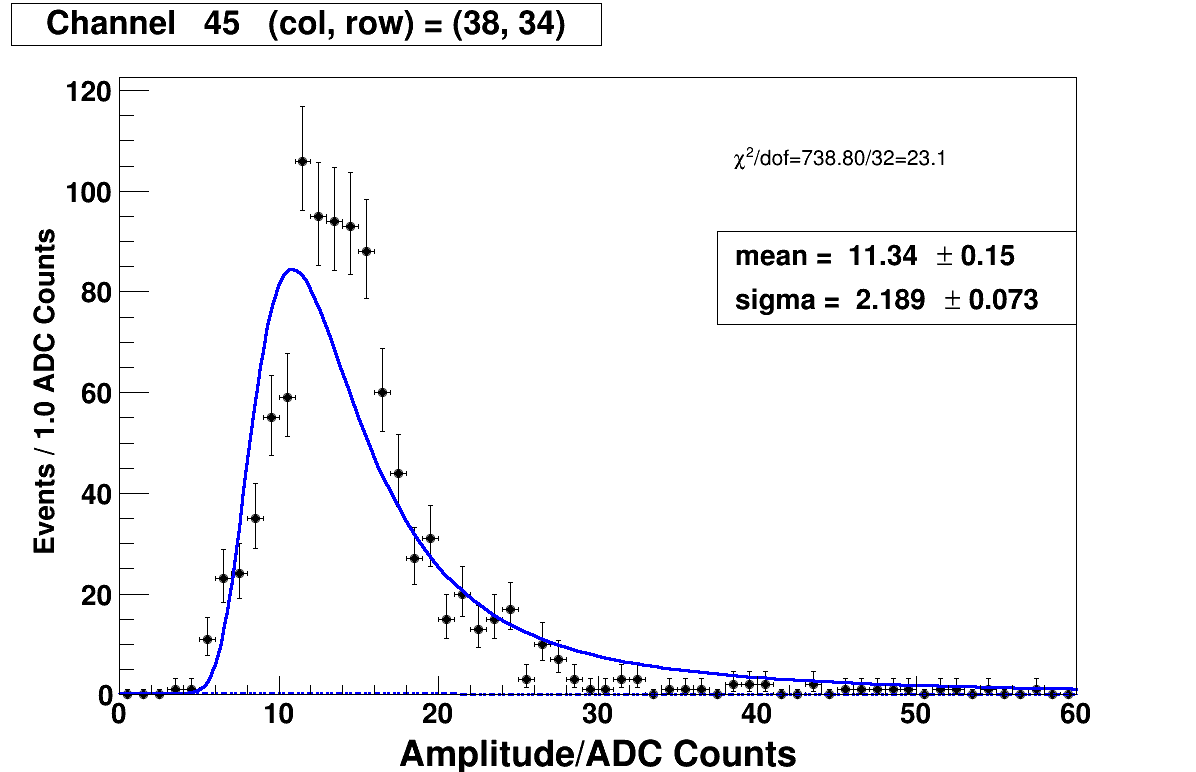 Channel 45 (col, row) = (38, 34)
120
100
80
60
40
20
0
Events / 1.0 ADC Counts
χ²/dof=738.80/32=23.1
mean = 11.34 ± 0.15
sigma = 2.189 ± 0.073
0 10 20 30 40 50 60
Amplitude/ADC Counts